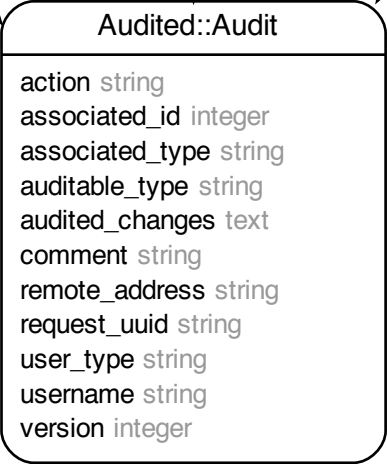 Audited::Audit
action string
associated_id integer
associated_type string
auditable_type string
audited_changes text
comment string
remote_address string
request_uuid string
user_type string
username string
version integer